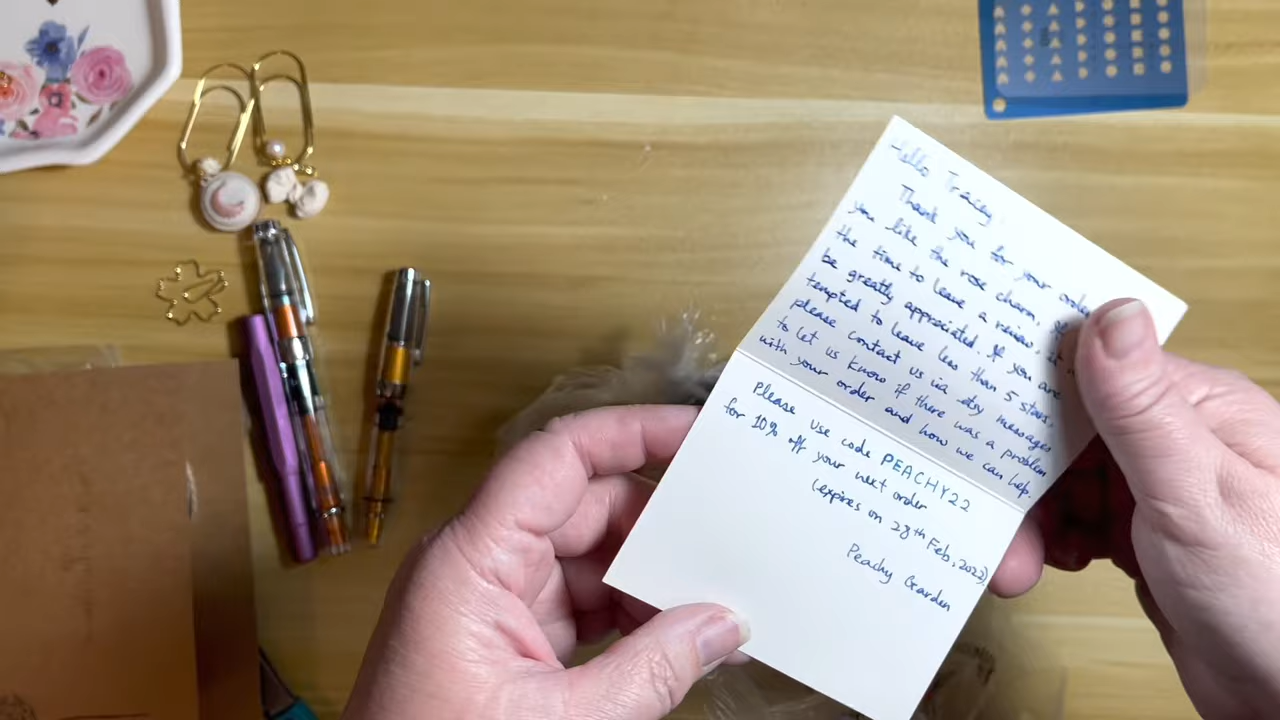 Hello Tracey,
Thank you for your order
you like the rose charm. If
the time to leave a review, it
be greatly appreciated. If you are
tempted to leave less than 5 stars,
please contact us via etsy messages
to let us know if there was a problem
with your order and how we can help.
Please use code PEACHY22
for 10% off your next order
(expires on 28th Feb, 2022)
Peachy Garden